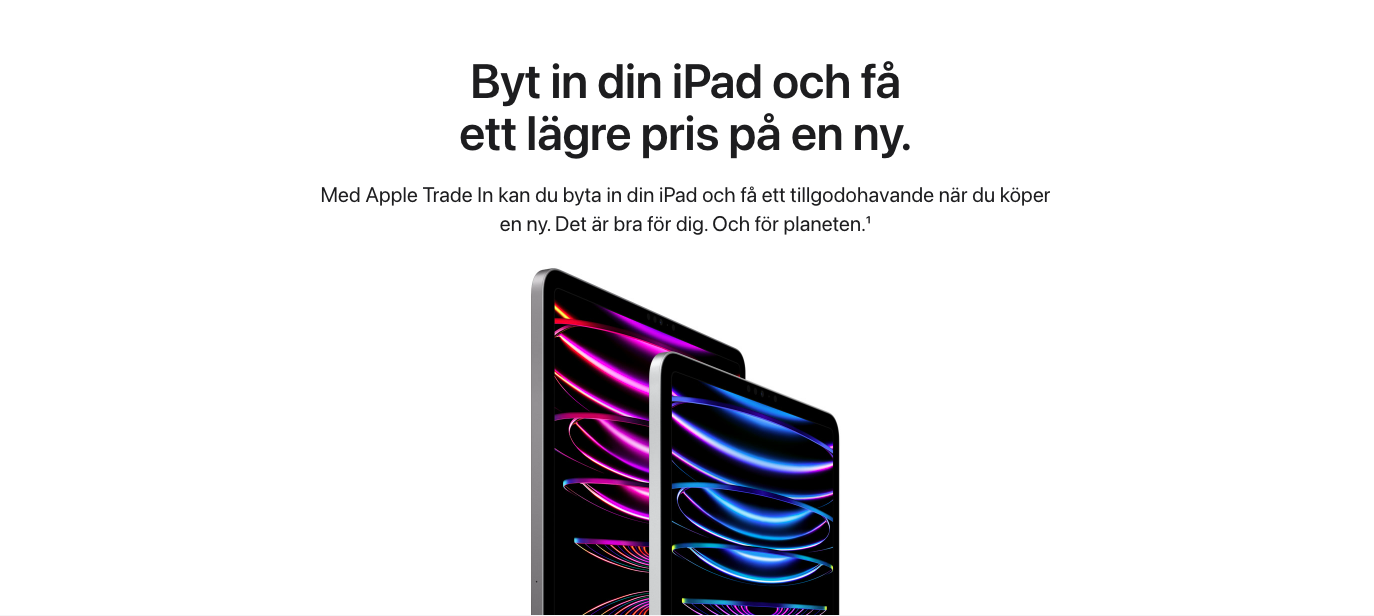 Byt in din iPad och få
ett lägre pris på en ny.
Med Apple Trade In kan du byta in din iPad och få ett tillgodohavande när du köper
en ny. Det är bra för dig. Och för planeten.¹